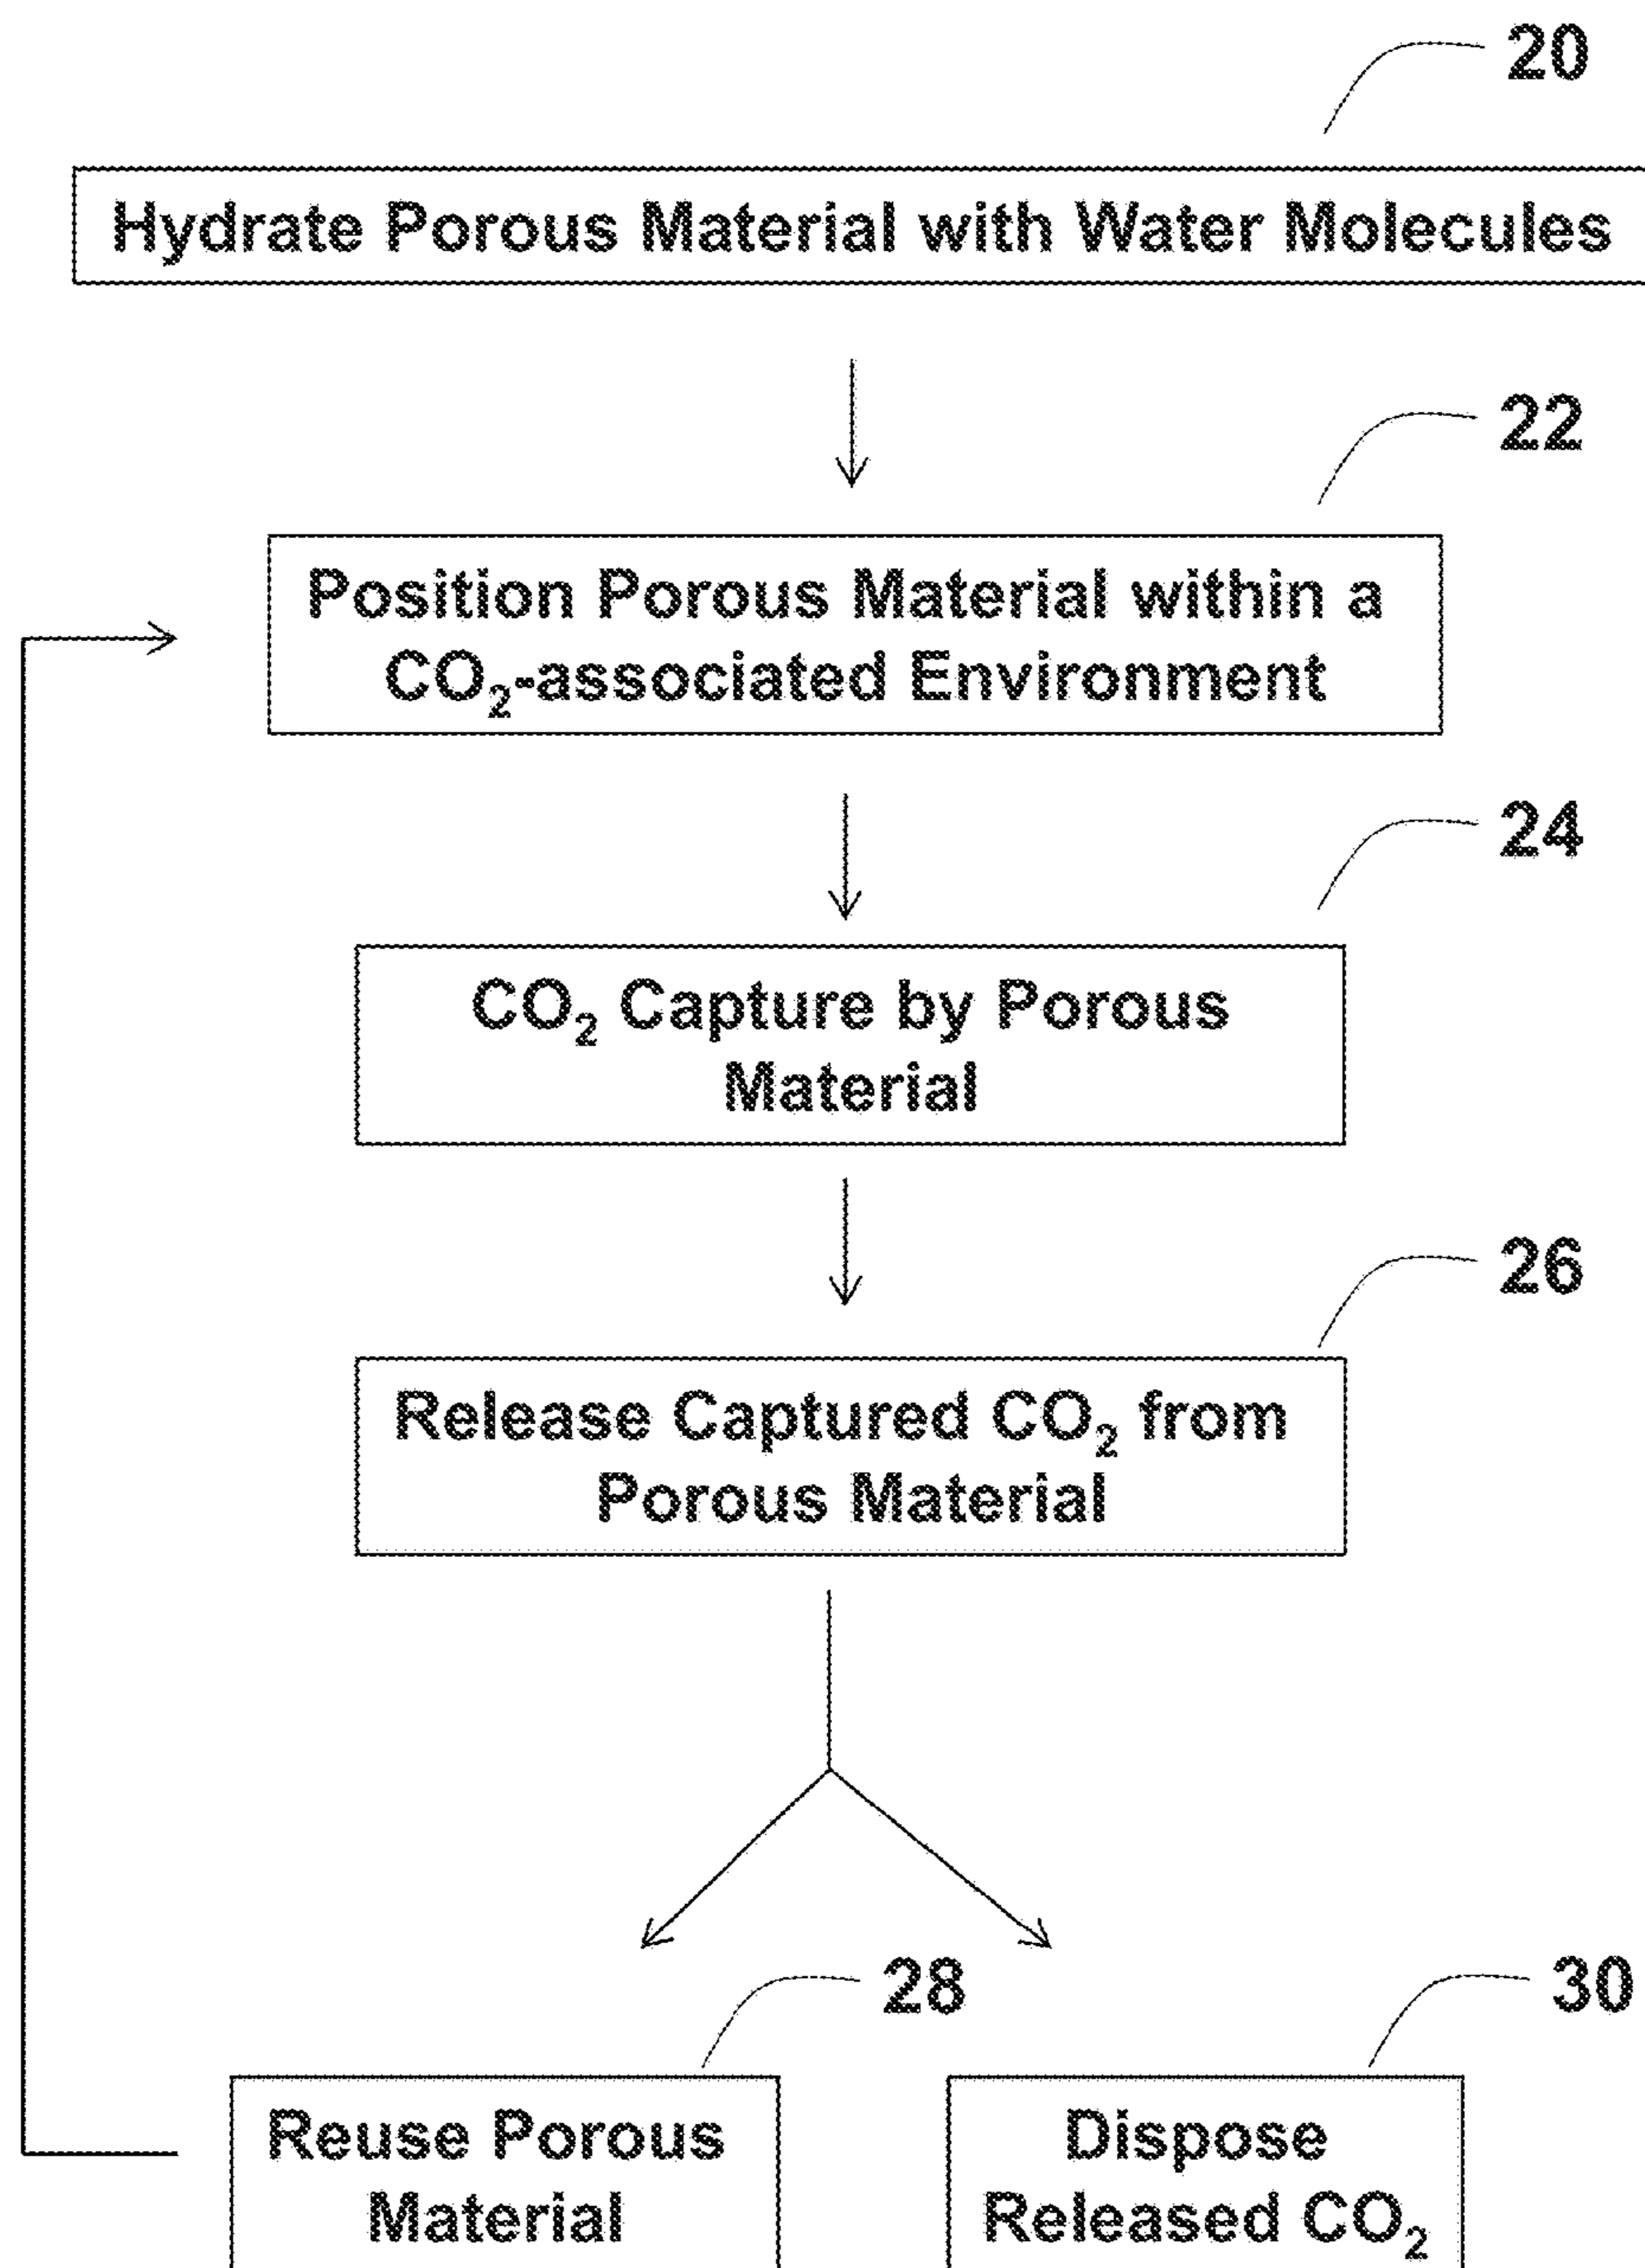 20
Hydrate Porous Material with Water Molecules
22
Position Porous Material within a
CO₂-associated Environment
24
CO₂ Capture by Porous
Material
26
Release Captured CO₂ from
Porous Material
28
30
Reuse Porous
Material
Dispose
Released CO₂